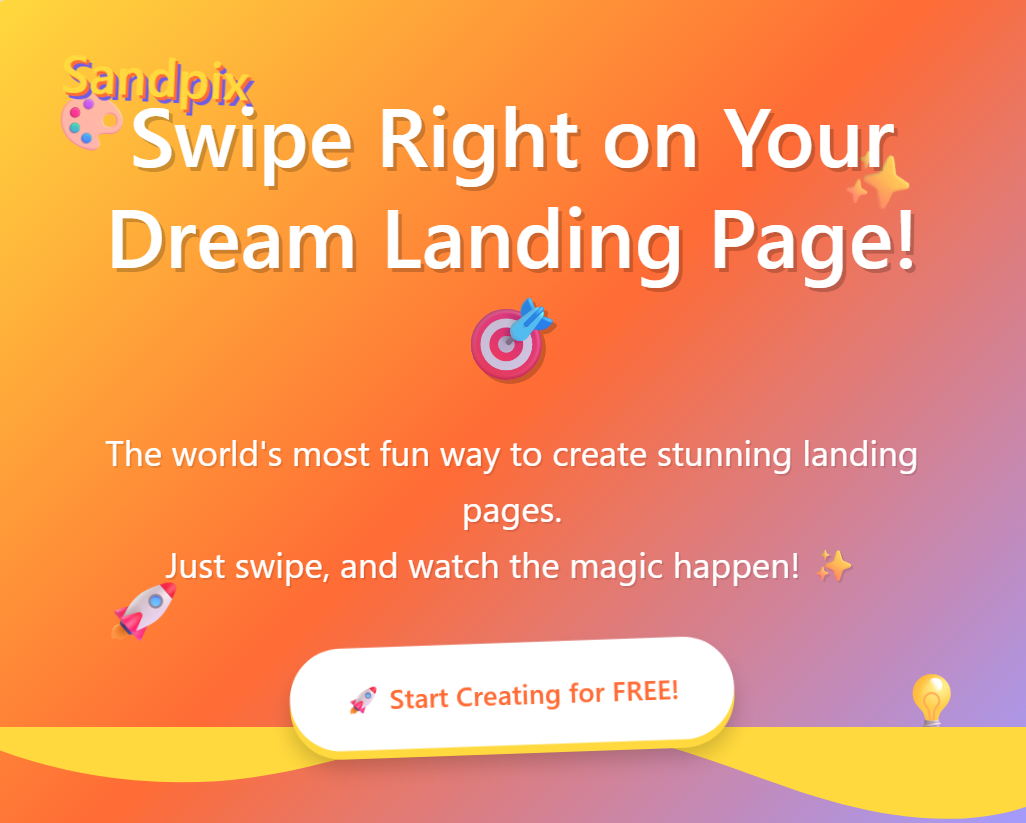 Sandpix
Swipe Right on Your
Dream Landing Page!
The world's most fun way to create stunning landing
pages.
Just swipe, and watch the magic happen! ✨
🚀 Start Creating for FREE!